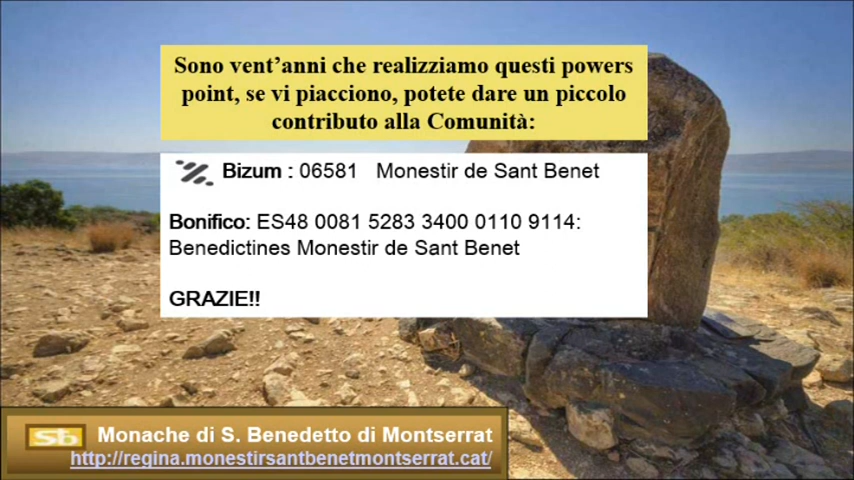 Sono vent’anni che realizziamo questi powers
point, se vi piacciono, potete dare un piccolo
contributo alla Comunità:
Bizum : 06581 Monestir de Sant Benet
Bonifico: ES48 0081 5283 3400 0110 9114:
Benedictines Monestir de Sant Benet
GRAZIE!!
Monache di S. Benedetto di Montserrat
http://regina.monestirsantbenetmontserrat.cat/